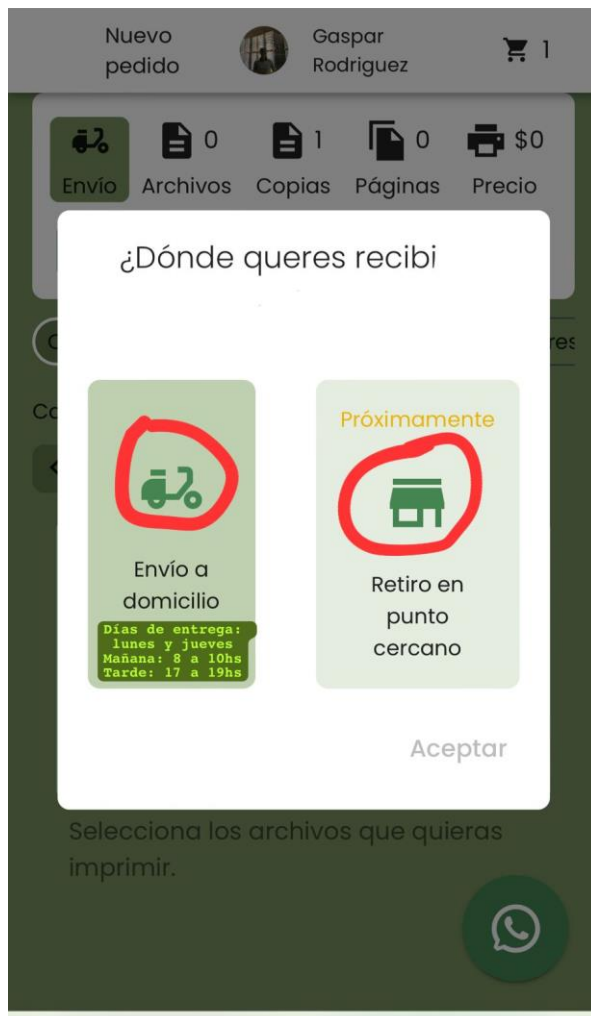 Nuevo
pedido
Gaspar
Rodriguez
1
0
1
0
$0
Envío
Archivos
Copias
Páginas
Precio
¿Dónde queres recibi
res
Próximamente
Envío a
domicilio
Días de entrega:
lunes y jueves
Mañana: 8 a 10hs
Tarde: 17 a 19hs
Retiro en
punto
cercano
Aceptar
Selecciona los archivos que quieras
imprimir.